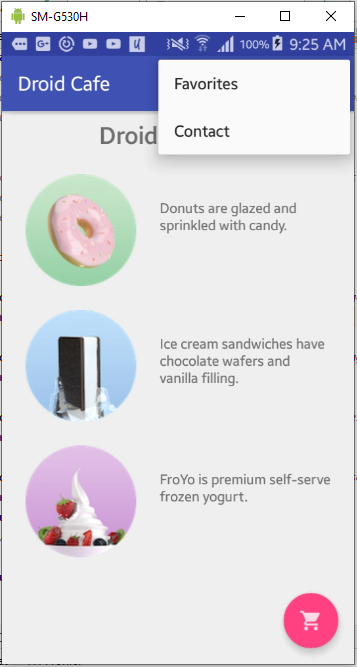 SM-G530H
100% 9:25 AM
Droid Cafe
Favorites
Contact
Droid
Donuts are glazed and
sprinkled with candy.
Ice cream sandwiches have
chocolate wafers and
vanilla filling.
FroYo is premium self-serve
frozen yogurt.